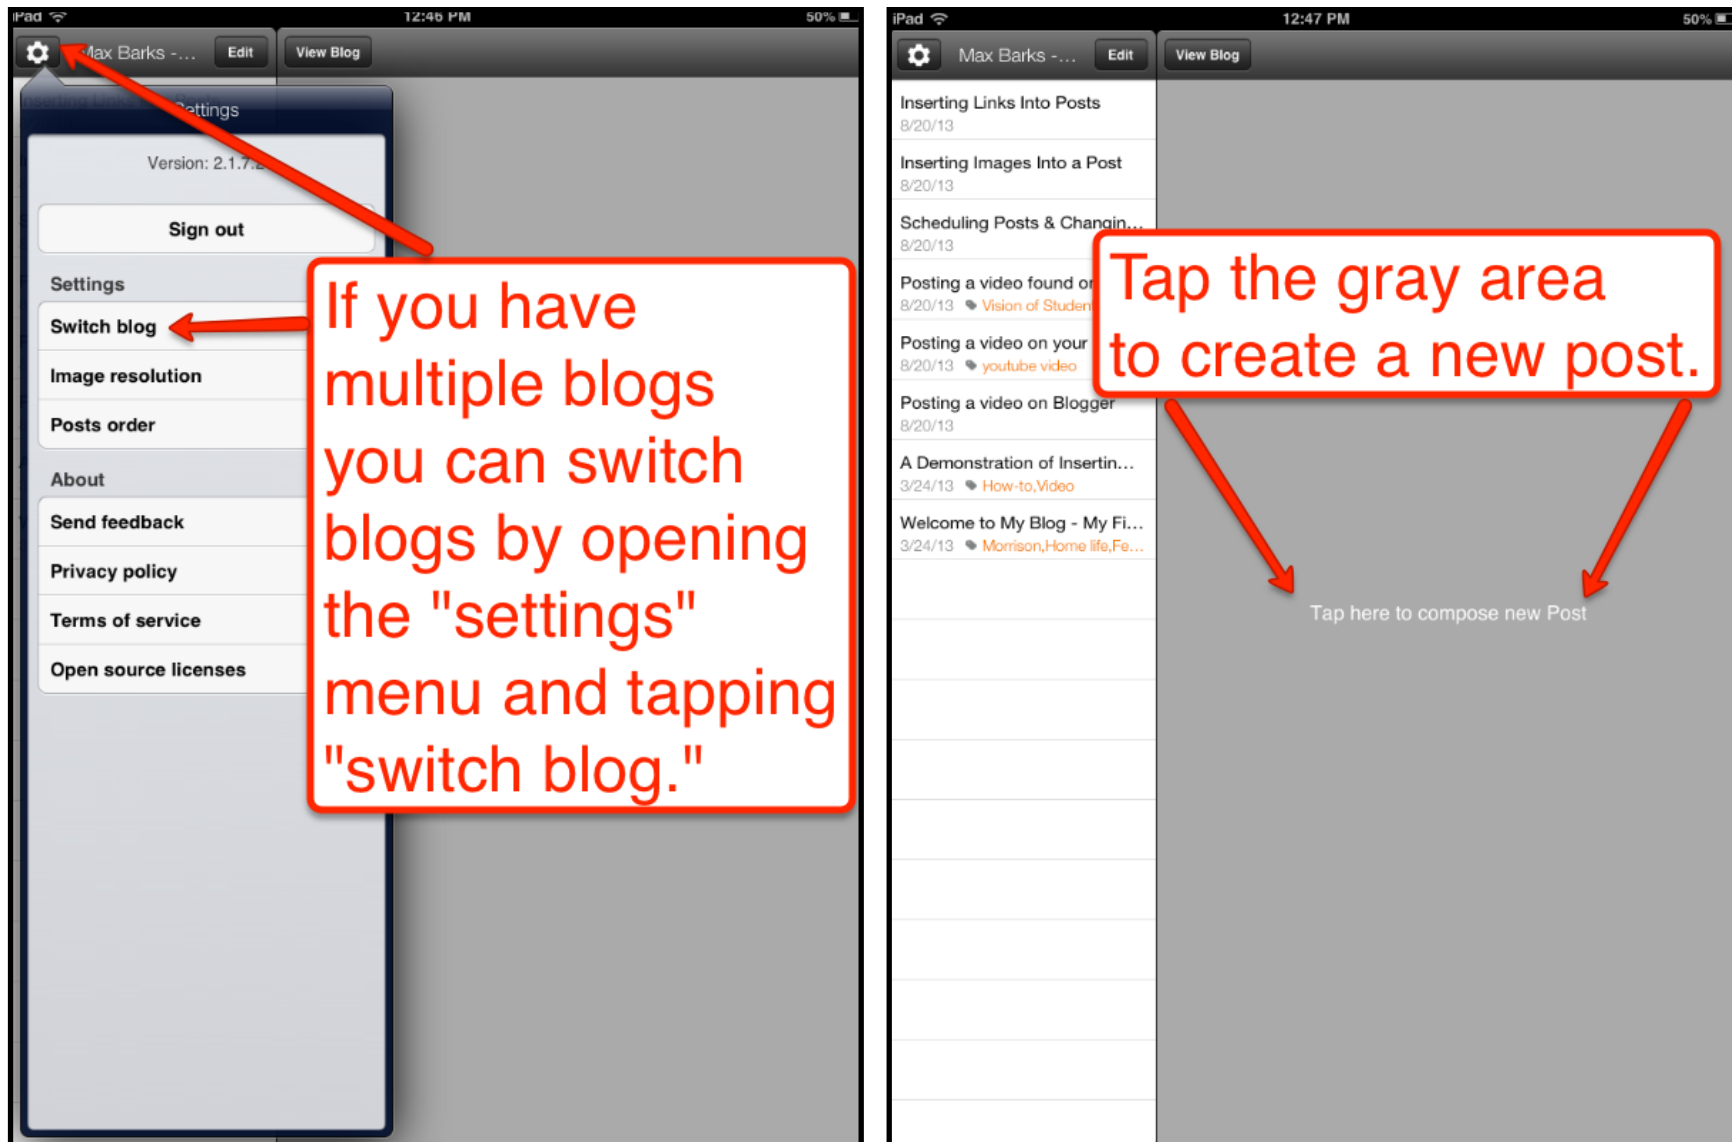 iPad 12:46 PM 50%
Max Barks -... Edit View Blog
Settings
Version: 2.1.7.2
Sign out
Settings
Switch blog
Image resolution
Posts order
About
Send feedback
Privacy policy
Terms of service
Open source licenses
If you have
multiple blogs
you can switch
blogs by opening
the "settings"
menu and tapping
"switch blog."
iPad 12:47 PM 50%
Max Barks -... Edit View Blog
Inserting Links Into Posts
8/20/13
Inserting Images Into a Post
8/20/13
Scheduling Posts & Changin...
8/20/13
Posting a video found on
8/20/13 Vision of Student
Posting a video on your
8/20/13 youtube video
Posting a video on Blogger
8/20/13
A Demonstration of Insertin...
3/24/13 How-to,Video
Welcome to My Blog - My Fi...
3/24/13 Morrison,Home life,Fe...
Tap the gray area
to create a new post.
Tap here to compose new Post